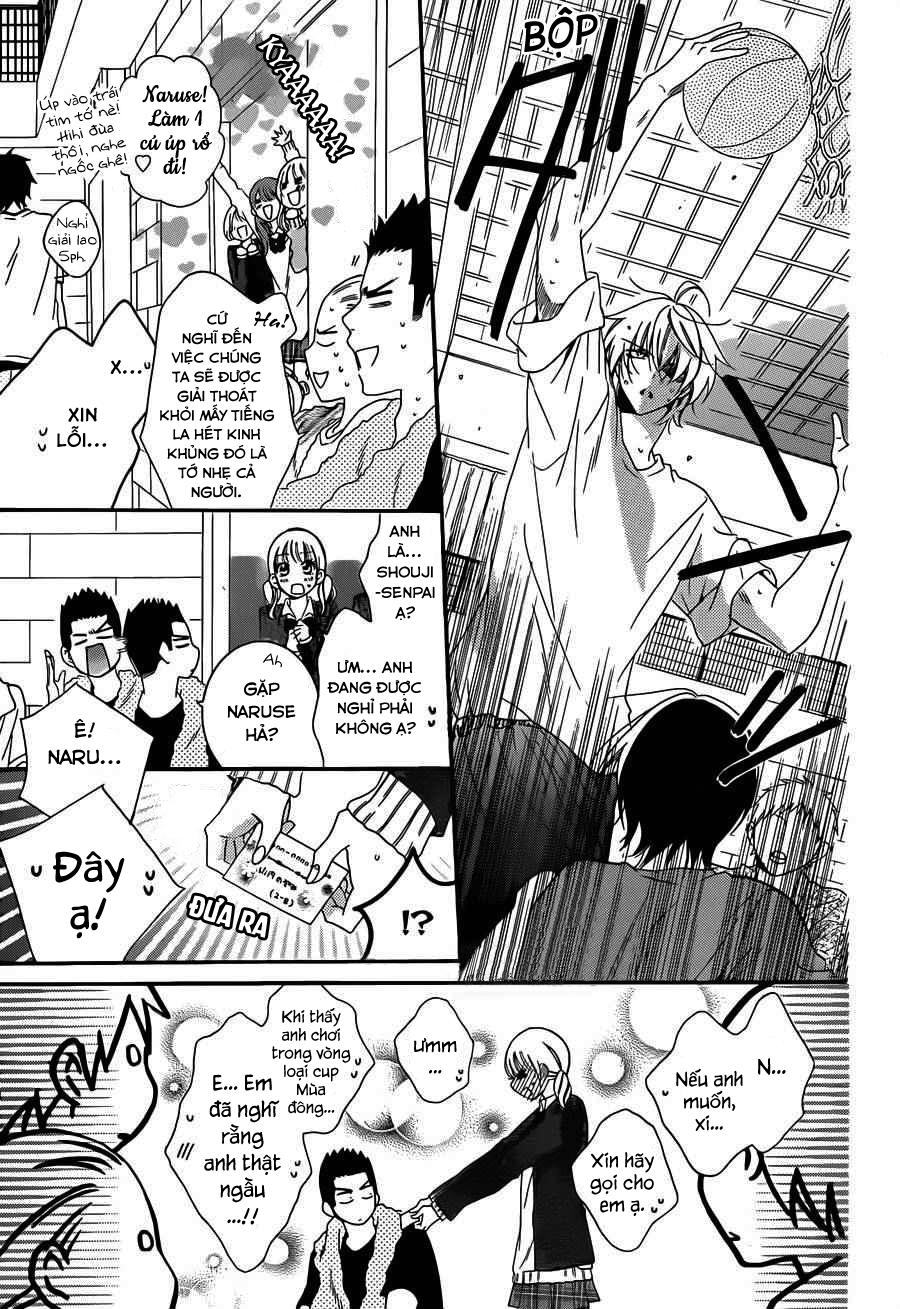 BỘP
KYAAAAAA!
Naruse!
Làm 1
cú úp rổ
đi!
Úp vào trái
tim tớ nè!
Hihi đùa
thôi, nghe
ngốc ghê!
Nghỉ
Giải lao
5ph
Ha!
CỨ
NGHĨ ĐẾN
VIỆC CHÚNG
TA SẼ ĐƯỢC
GIẢI THOÁT
KHỎI MẤY TIẾNG
LA HÉT KINH
KHỦNG ĐÓ LÀ
TỚ NHẸ CẢ
NGƯỜI.
X...
XIN
LỖI...
ANH
LÀ...
SHOUJI
-SENPAI
Ạ?
ƯM... ANH
ĐANG ĐƯỢC
NGHỈ PHẢI
KHÔNG Ạ?
Ah
GẶP
NARUSE
HẢ?
Ê!
NARU...
Đây
ạ!
ĐƯA RA
!?
N...
Nếu anh
muốn,
xi...
Xin hãy
gọi cho
em ạ.
Ưmm
...
Khi thấy
anh chơi
trong vòng
loại cup
Mùa
đông...
E... Em
đã nghĩ
rằng
anh thật
ngầu
...!!